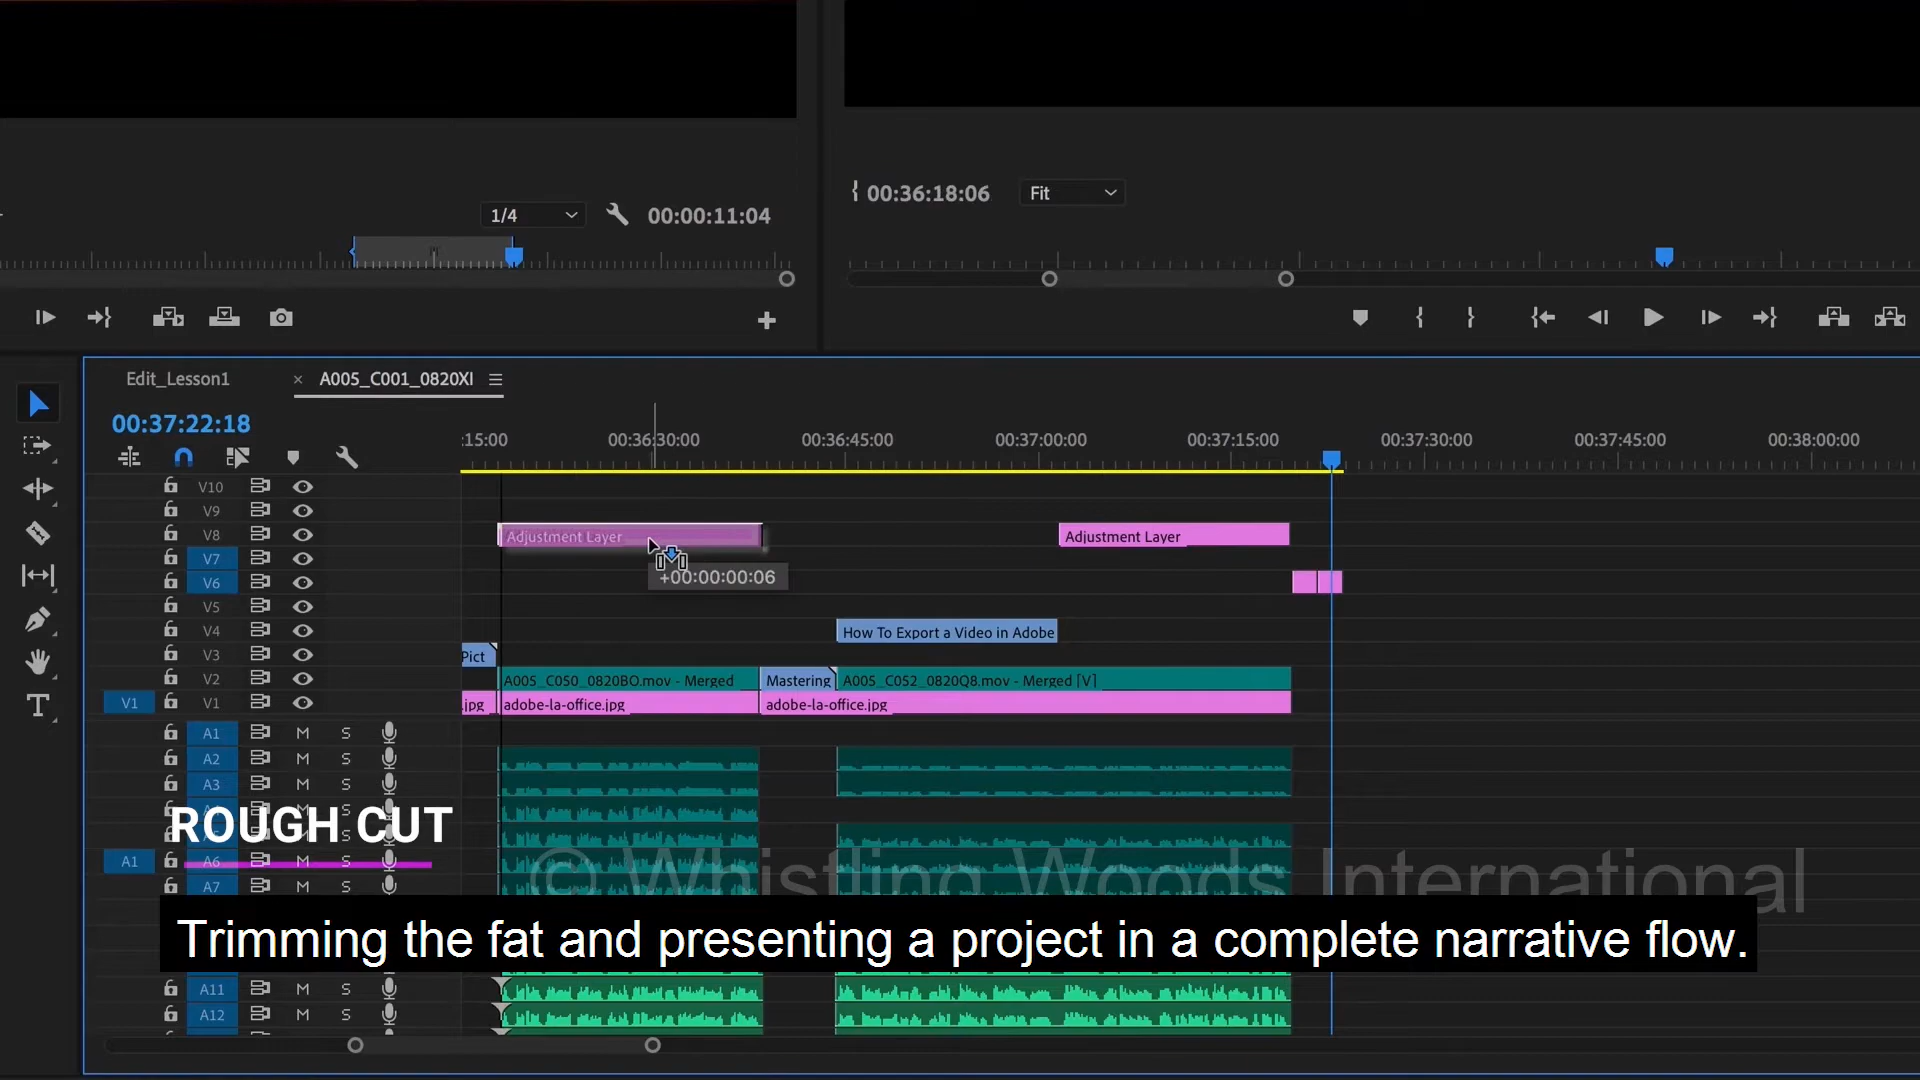 1/4
00:00:11:04
00:36:18:06
Fit
Edit_Lesson1
× A005_C001_0820XI
00:37:22:18
:15:00 00:36:30:00 00:36:45:00 00:37:00:00 00:37:15:00 00:37:30:00 00:37:45:00 00:38:00:00
V10
V9
V8 Adjustment Layer Adjustment Layer
V7
+00:00:00:06
V6
V5
V4 How To Export a Video in Adobe
V3 Pict
V2 A005_C050_0820BO.mov - Merged Mastering A005_C052_0820Q8.mov - Merged [V]
V1 V1 .jpg adobe-la-office.jpg adobe-la-office.jpg
A1 M S
A2 M S
A3 M S
ROUGH CUT
A1 A6 M S
© Whistling Woods International
A7 M S
Trimming the fat and presenting a project in a complete narrative flow.
A11 M S
A12 M S